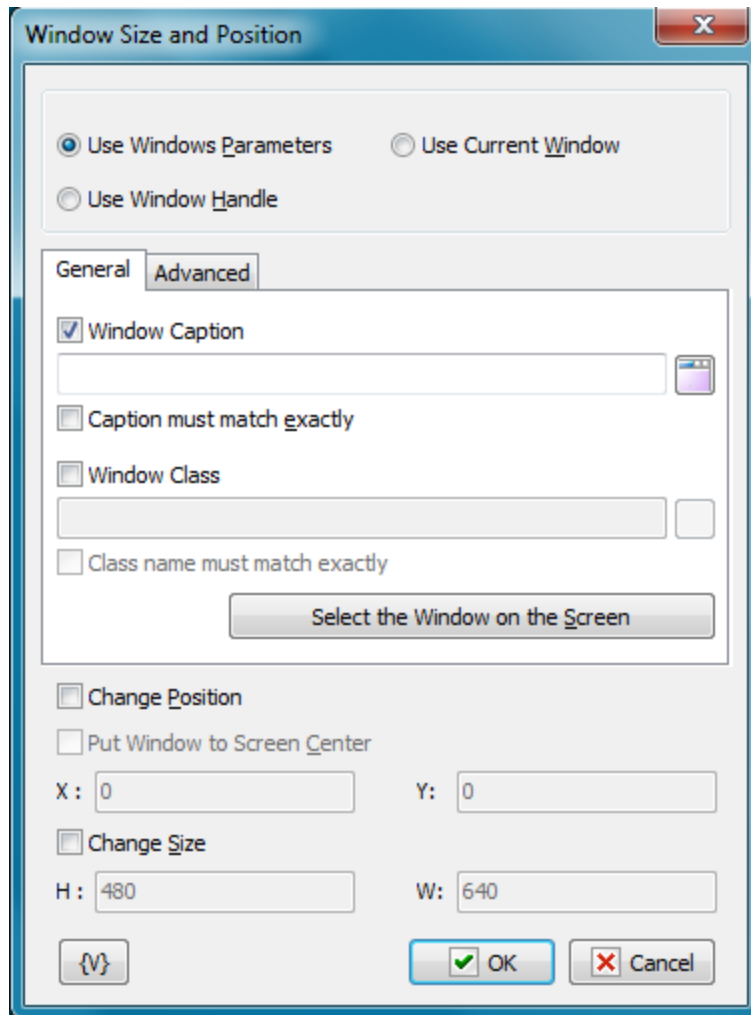 Window Size and Position
Use Windows Parameters Use Current Window
Use Window Handle
General Advanced
Window Caption
Caption must match exactly
Window Class
Class name must match exactly
Select the Window on the Screen
Change Position
Put Window to Screen Center
X : 0 Y: 0
Change Size
H : 480 W: 640
{V} OK Cancel